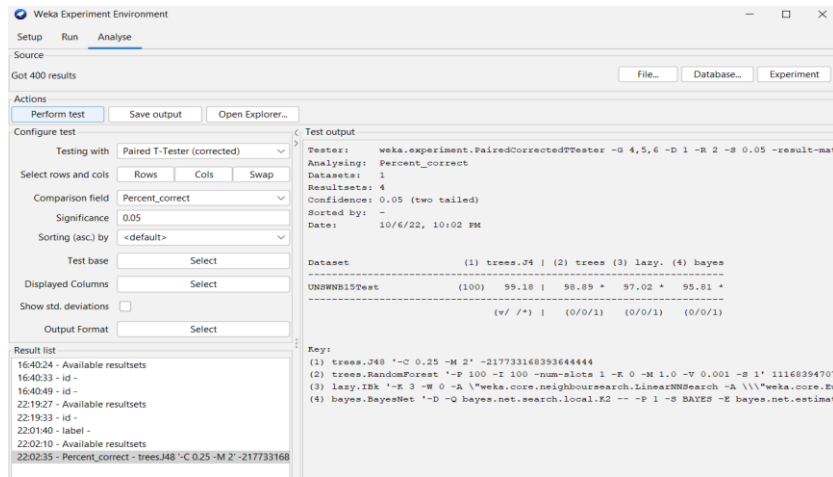 Weka Experiment Environment
Setup Run Analyse
Source
Got 400 results
File... Database... Experiment
Actions
Perform test Save output Open Explorer...
Configure test
Testing with Paired T-Tester (corrected)
Select rows and cols Rows Cols Swap
Comparison field Percent_correct
Significance 0.05
Sorting (asc.) by <default>
Test base Select
Displayed Columns Select
Show std. deviations
Output Format Select
Result list
16:40:24 - Available resultsets
16:40:33 - id -
16:40:49 - id -
22:19:27 - Available resultsets
22:19:33 - id -
22:01:40 - label -
22:02:10 - Available resultsets
22:02:35 - Percent_correct - trees.J48 '-C 0.25 -M 2' -217733168
Test output
Tester: weka.experiment.PairedCorrectedTTester -G 4,5,6 -D 1 -R 2 -S 0.05 -result-mat
Analysing: Percent_correct
Datasets: 1
Resultsets: 4
Confidence: 0.05 (two tailed)
Sorted by: -
Date: 10/6/22, 10:02 PM
Dataset (1) trees.J4 | (2) trees (3) lazy. (4) bayes
UNSWNB15Test (100) 99.18 | 98.89 * 97.02 * 95.81 *
(v/ /*) | (0/0/1) (0/0/1) (0/0/1)
Key:
(1) trees.J48 '-C 0.25 -M 2' -217733168393644444
(2) trees.RandomForest '-P 100 -I 100 -num-slots 1 -K 0 -M 1.0 -V 0.001 -S 1' 1116839470
(3) lazy.IBk '-K 3 -W 0 -A \"weka.core.neighboursearch.LinearNNSearch -A \\\"weka.core.Eu
(4) bayes.BayesNet '-D -Q bayes.net.search.local.K2 -- -P 1 -S BAYES -E bayes.net.estimat